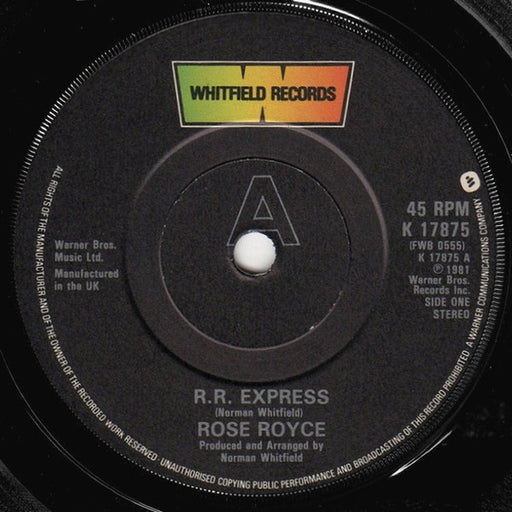 WHITFIELD RECORDS
A
Warner Bros.
Music Ltd.
Manufactured
in the UK
45 RPM
K 17875
(FWB 0555)
K 17875 A
℗ 1981
Warner Bros.
Records Inc.
SIDE ONE
STEREO
R.R. EXPRESS
(Norman Whitfield)
ROSE ROYCE
Produced and Arranged by
Norman Whitfield
ALL RIGHTS OF THE MANUFACTURER AND OF THE OWNER OF THE RECORDED WORK RESERVED UNAUTHORISED COPYING PUBLIC PERFORMANCE AND BROADCASTING OF THIS RECORD PROHIBITED A WARNER COMMUNICATIONS COMPANY